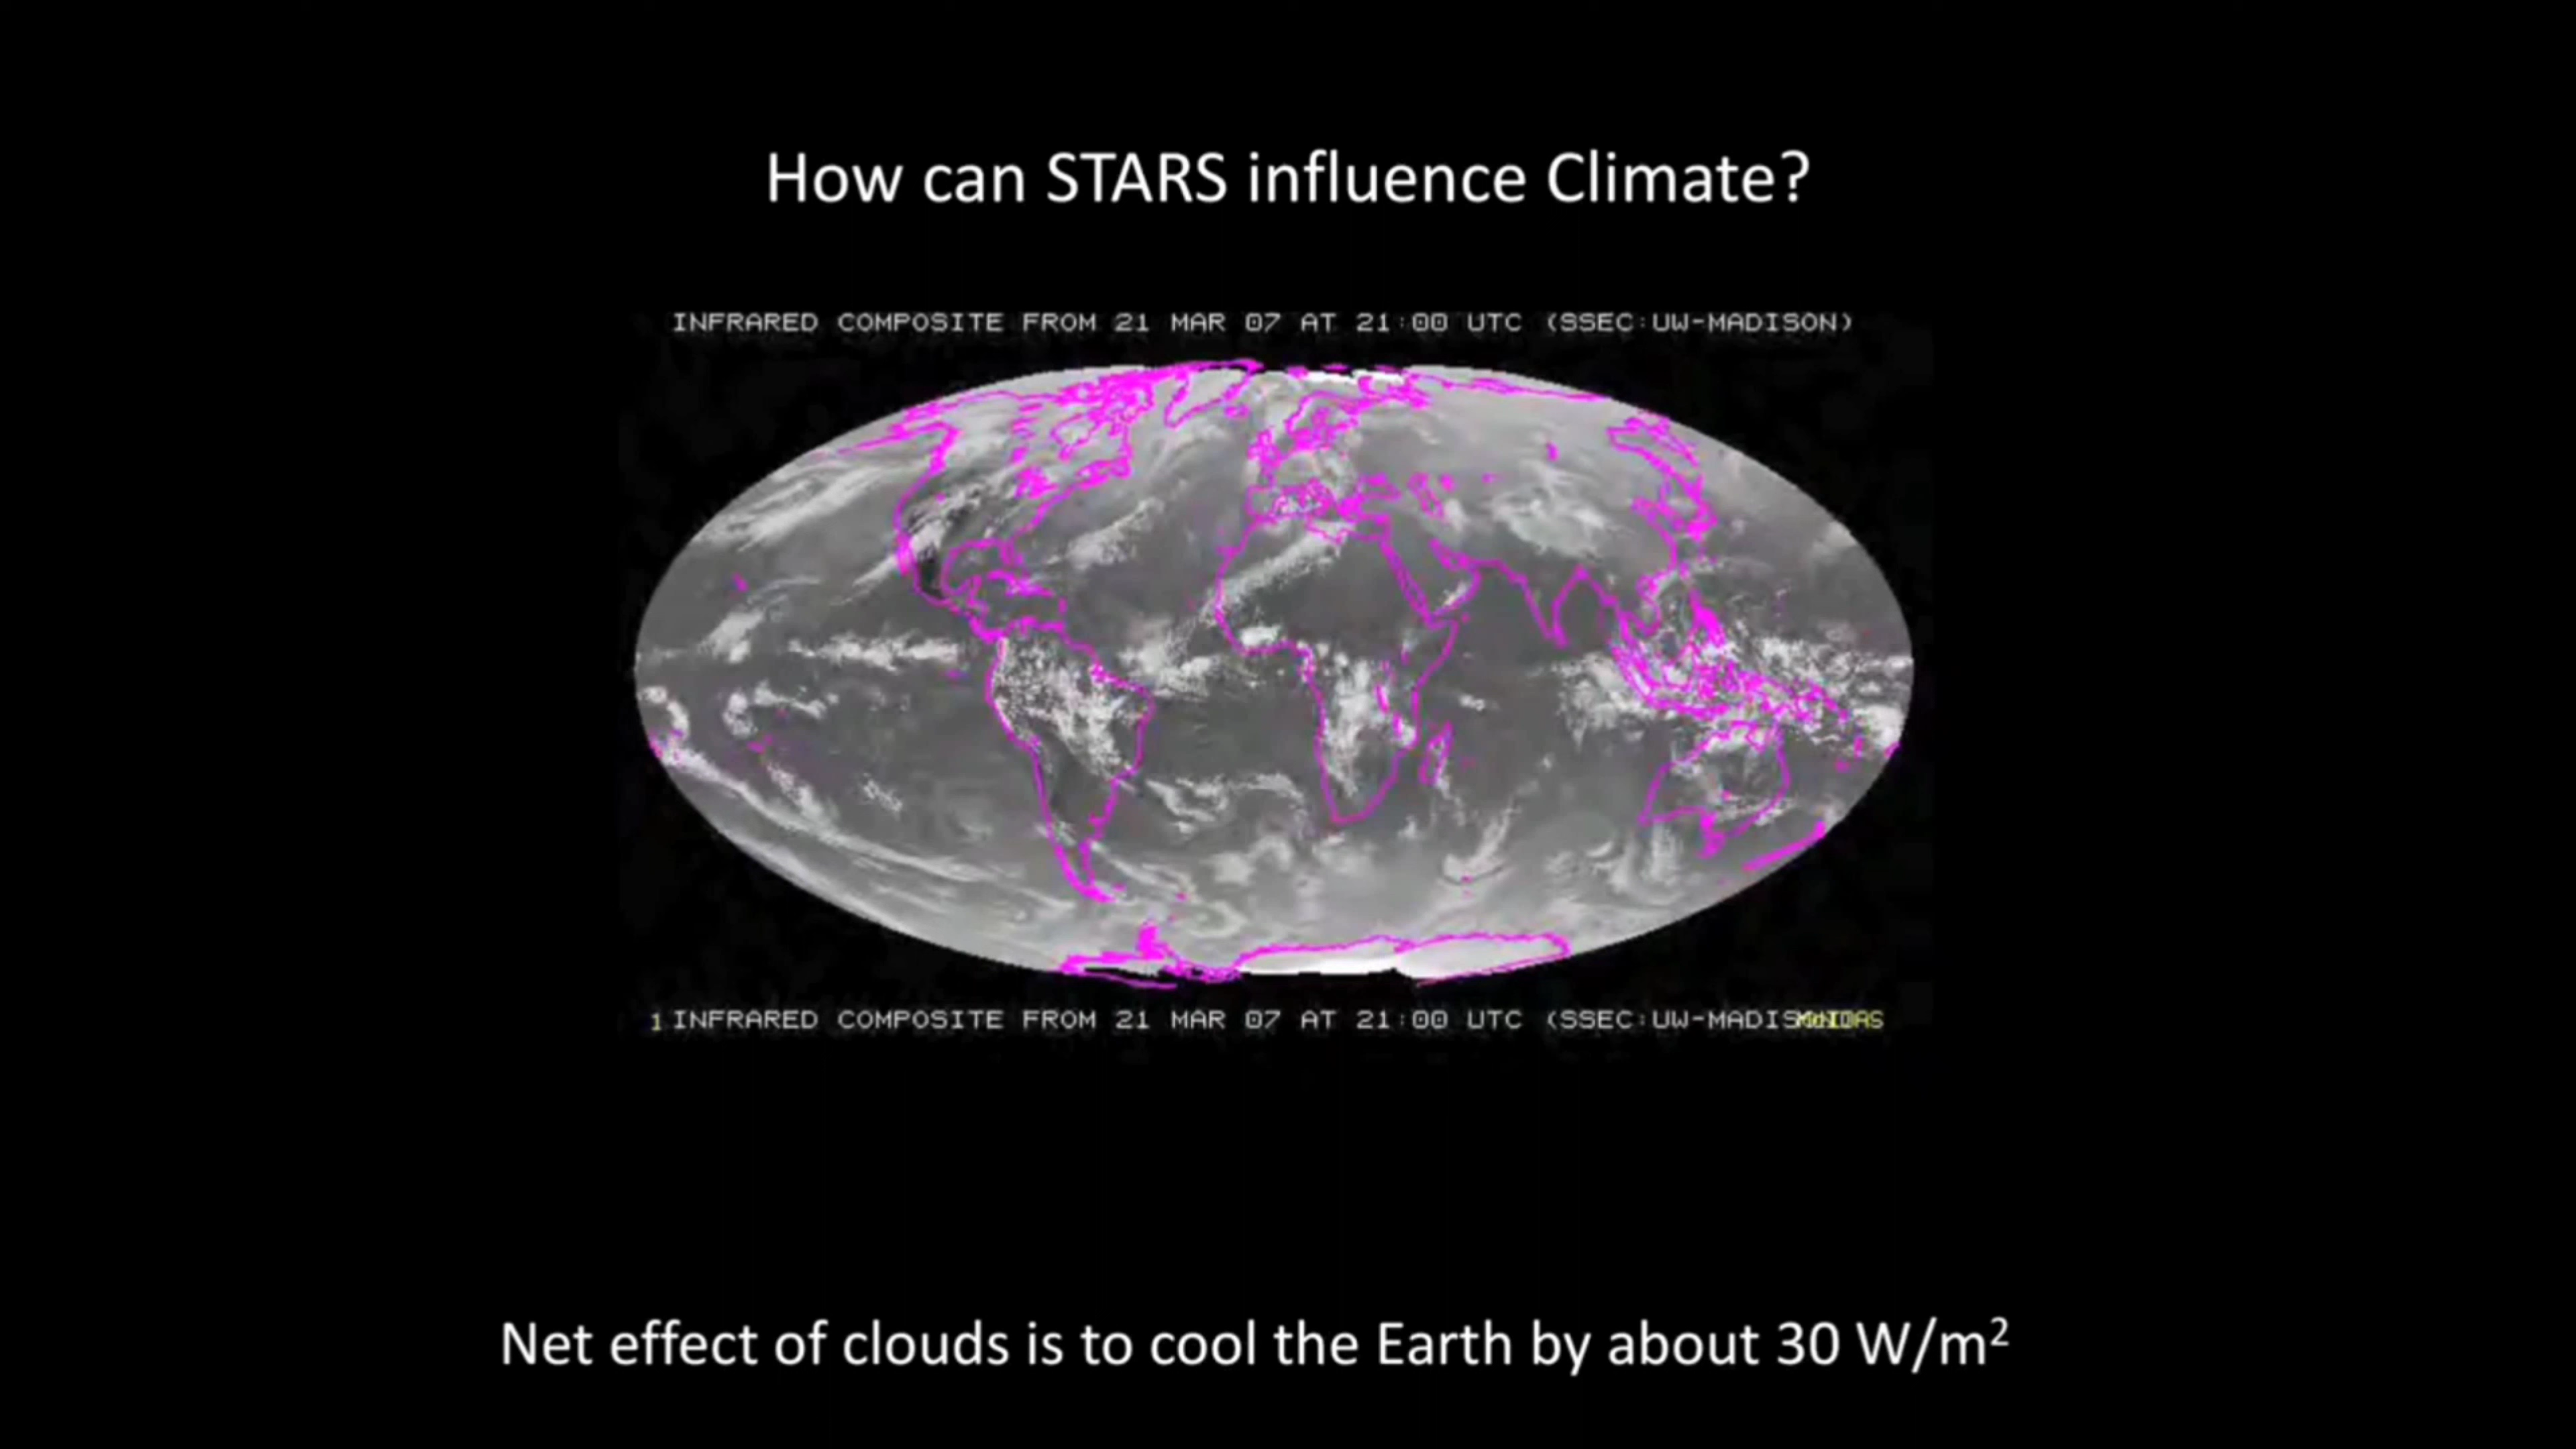 How can STARS influence Climate?
INFRARED COMPOSITE FROM 21 MAR 07 AT 21:00 UTC (SSEC:UW-MADISON)
1 INFRARED COMPOSITE FROM 21 MAR 07 AT 21:00 UTC (SSEC:UW-MADISON
Net effect of clouds is to cool the Earth by about 30 W/m²